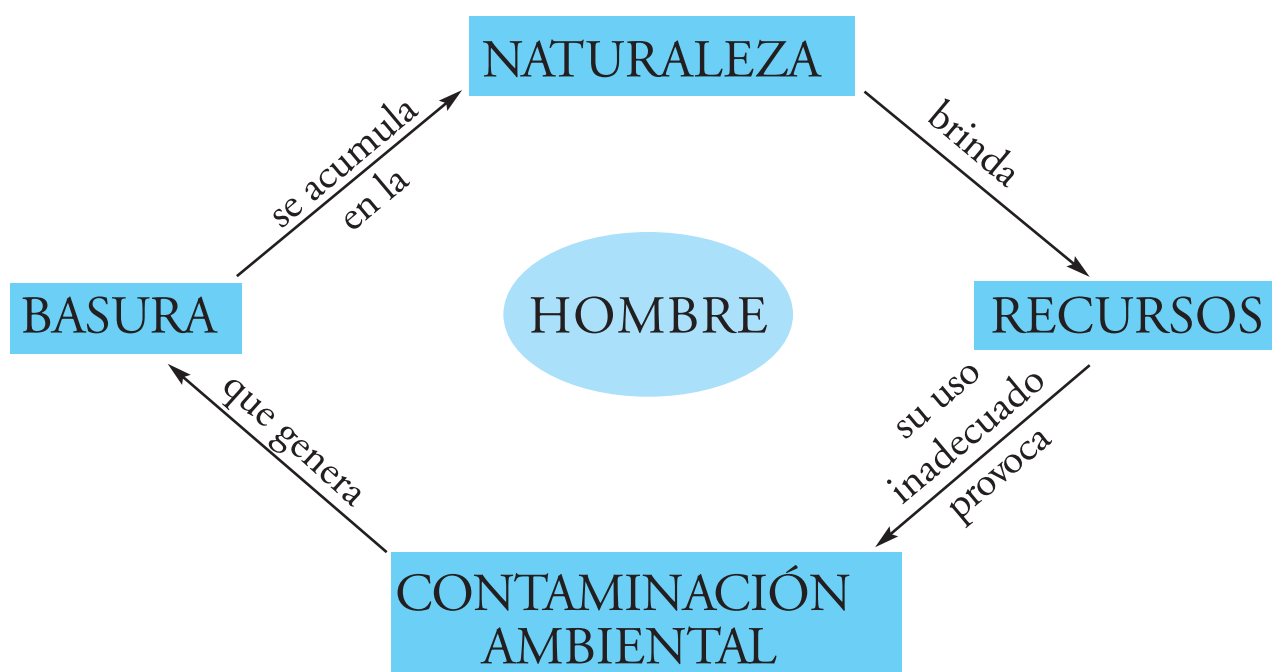 NATURALEZA
brinda
RECURSOS
su uso
inadecuado
provoca
CONTAMINACIÓN
AMBIENTAL
que genera
BASURA
se acumula
en la
HOMBRE